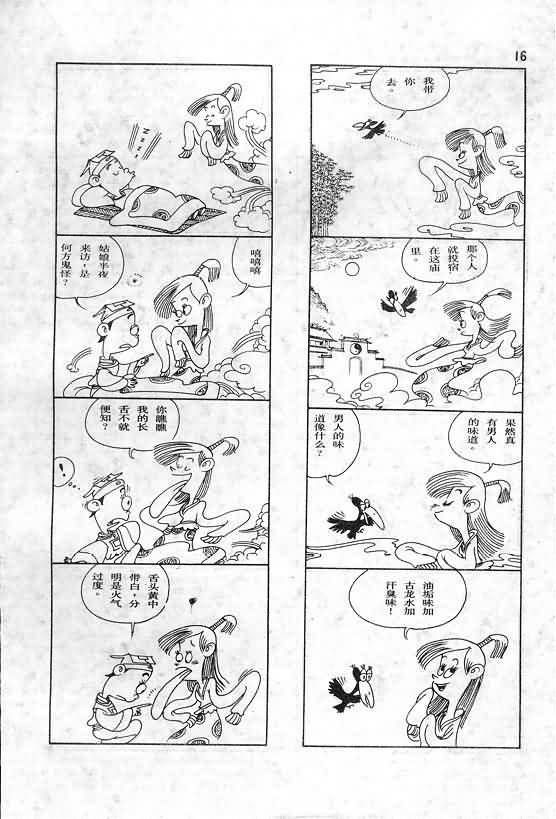 16
我带
你
去。
那个人
就投宿
在这庙
里。
果然真
有男人
的味道。
男人的味
道像什么？
油垢味加
古龙水加
汗臭味！
ZZZZ
嘻嘻嘻
姑娘半夜
来访，是
何方鬼怪？
你瞧瞧
我的长
舌不就
便知？
！
舌头黄中
带白，分
明是火气
过度。